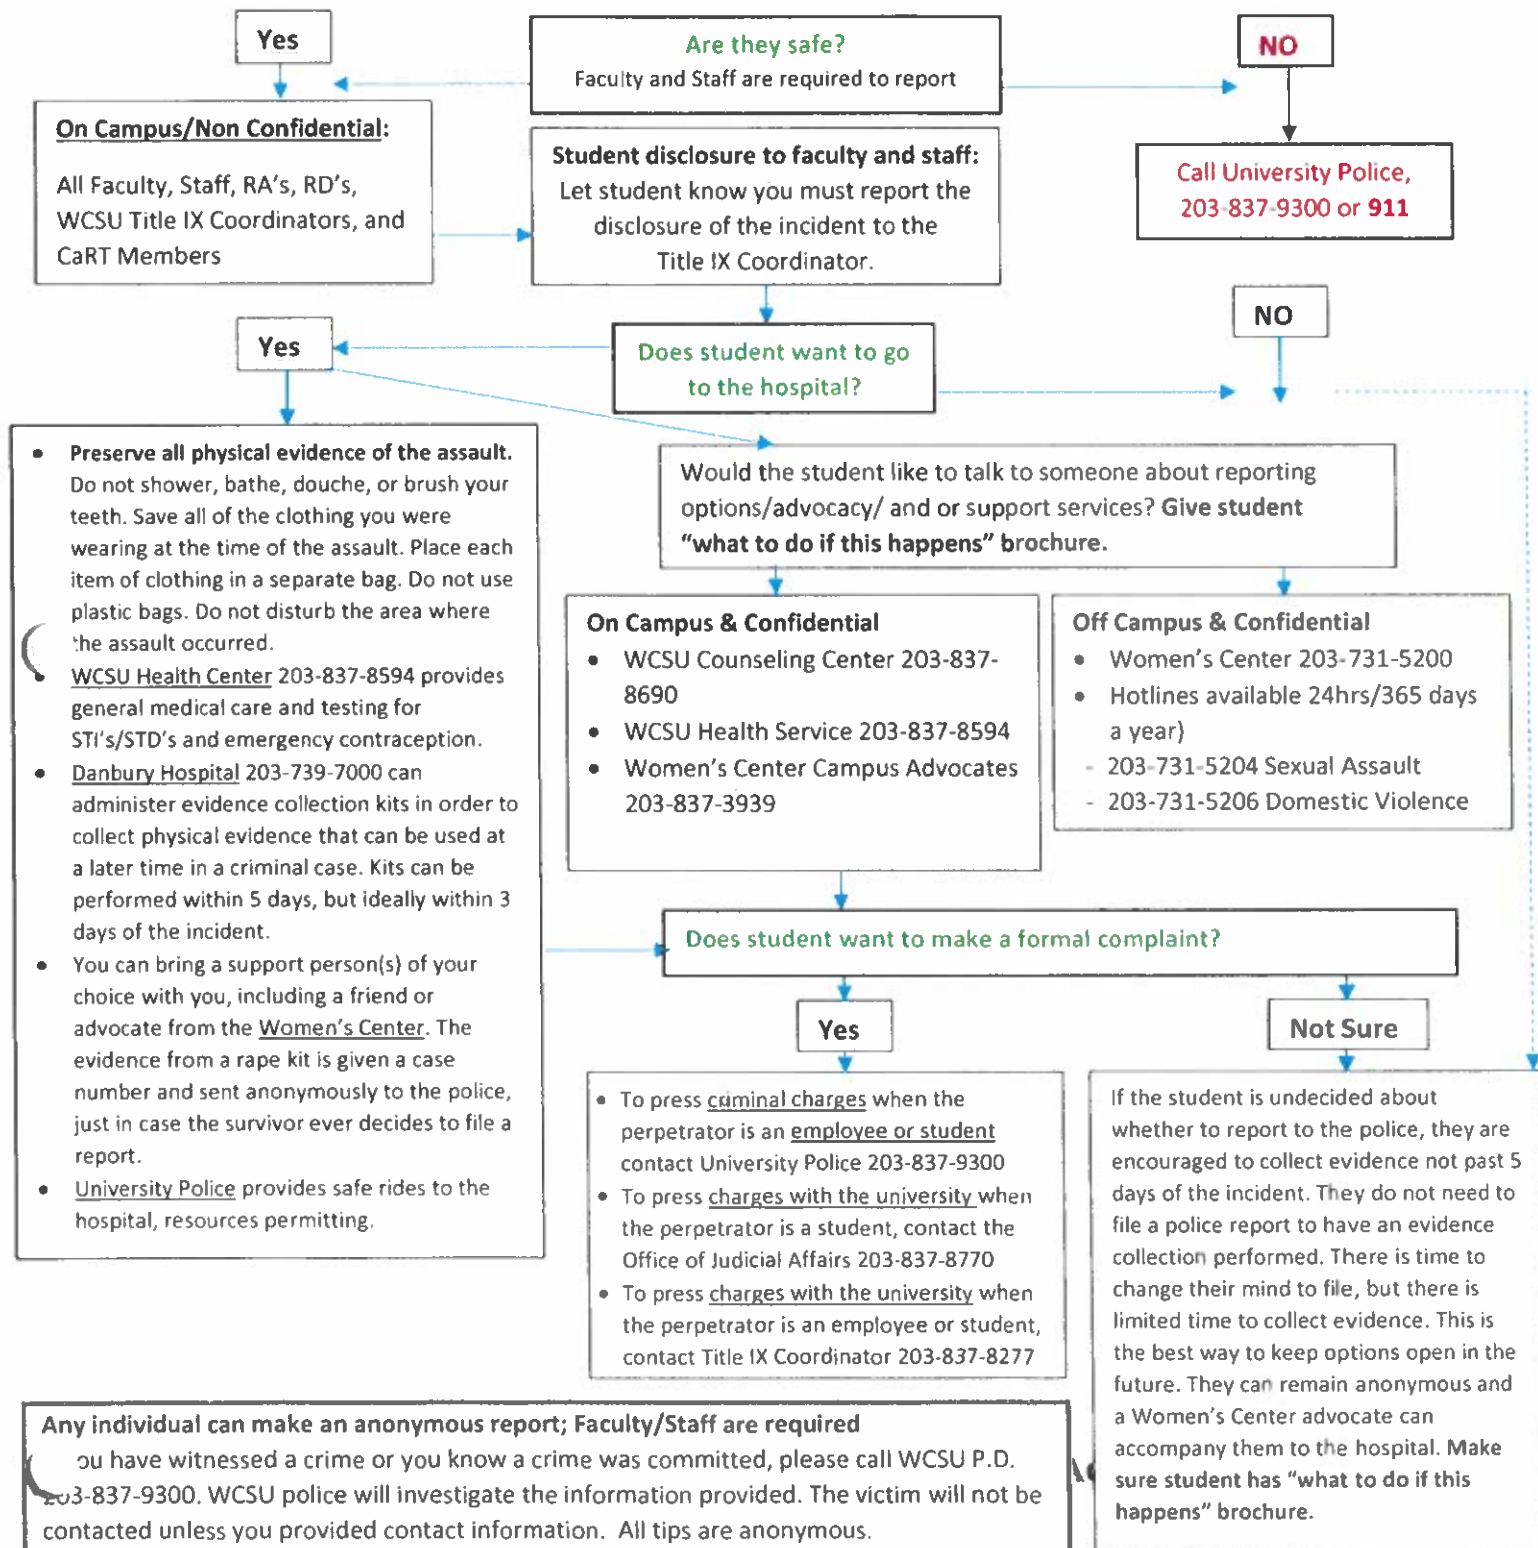 Yes
Are they safe?
Faculty and Staff are required to report
NO
On Campus/Non Confidential:
All Faculty, Staff, RA's, RD's,
WCSU Title IX Coordinators, and
CaRT Members
Student disclosure to faculty and staff:
Let student know you must report the
disclosure of the incident to the
Title IX Coordinator.
Call University Police,
203-837-9300 or 911
Yes
Does student want to go
to the hospital?
NO
• Preserve all physical evidence of the assault.
Do not shower, bathe, douche, or brush your
teeth. Save all of the clothing you were
wearing at the time of the assault. Place each
item of clothing in a separate bag. Do not use
plastic bags. Do not disturb the area where
the assault occurred.
• WCSU Health Center 203-837-8594 provides
general medical care and testing for
STI's/STD's and emergency contraception.
• Danbury Hospital 203-739-7000 can
administer evidence collection kits in order to
collect physical evidence that can be used at
a later time in a criminal case. Kits can be
performed within 5 days, but ideally within 3
days of the incident.
• You can bring a support person(s) of your
choice with you, including a friend or
advocate from the Women's Center. The
evidence from a rape kit is given a case
number and sent anonymously to the police,
just in case the survivor ever decides to file a
report.
• University Police provides safe rides to the
hospital, resources permitting.
Would the student like to talk to someone about reporting
options/advocacy/ and or support services? Give student
"what to do if this happens" brochure.
On Campus & Confidential
• WCSU Counseling Center 203-837-
8690
• WCSU Health Service 203-837-8594
• Women's Center Campus Advocates
203-837-3939
Off Campus & Confidential
• Women's Center 203-731-5200
• Hotlines available 24hrs/365 days
a year)
- 203-731-5204 Sexual Assault
- 203-731-5206 Domestic Violence
Does student want to make a formal complaint?
Yes
Not Sure
• To press criminal charges when the
perpetrator is an employee or student
contact University Police 203-837-9300
• To press charges with the university when
the perpetrator is a student, contact the
Office of Judicial Affairs 203-837-8770
• To press charges with the university when
the perpetrator is an employee or student,
contact Title IX Coordinator 203-837-8277
If the student is undecided about
whether to report to the police, they are
encouraged to collect evidence not past 5
days of the incident. They do not need to
file a police report to have an evidence
collection performed. There is time to
change their mind to file, but there is
limited time to collect evidence. This is
the best way to keep options open in the
future. They can remain anonymous and
a Women's Center advocate can
accompany them to the hospital. Make
sure student has "what to do if this
happens" brochure.
Any individual can make an anonymous report; Faculty/Staff are required
ou have witnessed a crime or you know a crime was committed, please call WCSU P.D.
203-837-9300. WCSU police will investigate the information provided. The victim will not be
contacted unless you provided contact information. All tips are anonymous.